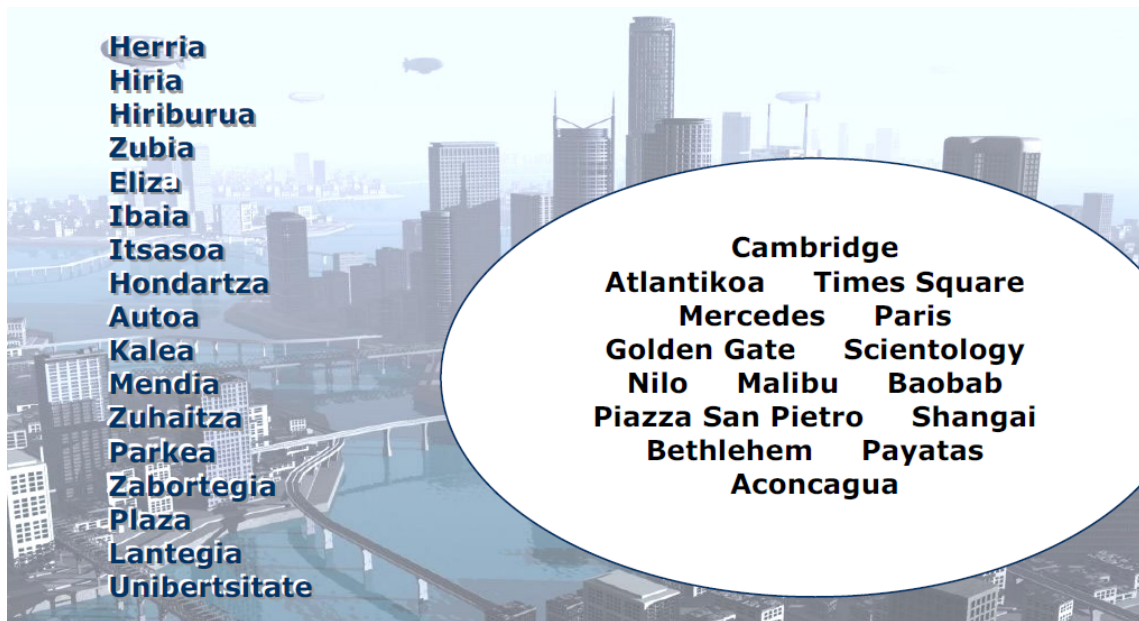 Herria
Hiria
Hiriburua
Zubia
Eliza
Ibaia
Itsasoa
Hondartza
Autoa
Kalea
Mendia
Zuhaitza
Parkea
Zabortegia
Plaza
Lantegia
Unibertsitate
Cambridge
Atlantikoa Times Square
Mercedes Paris
Golden Gate Scientology
Nilo Malibu Baobab
Piazza San Pietro Shangai
Bethlehem Payatas
Aconcagua